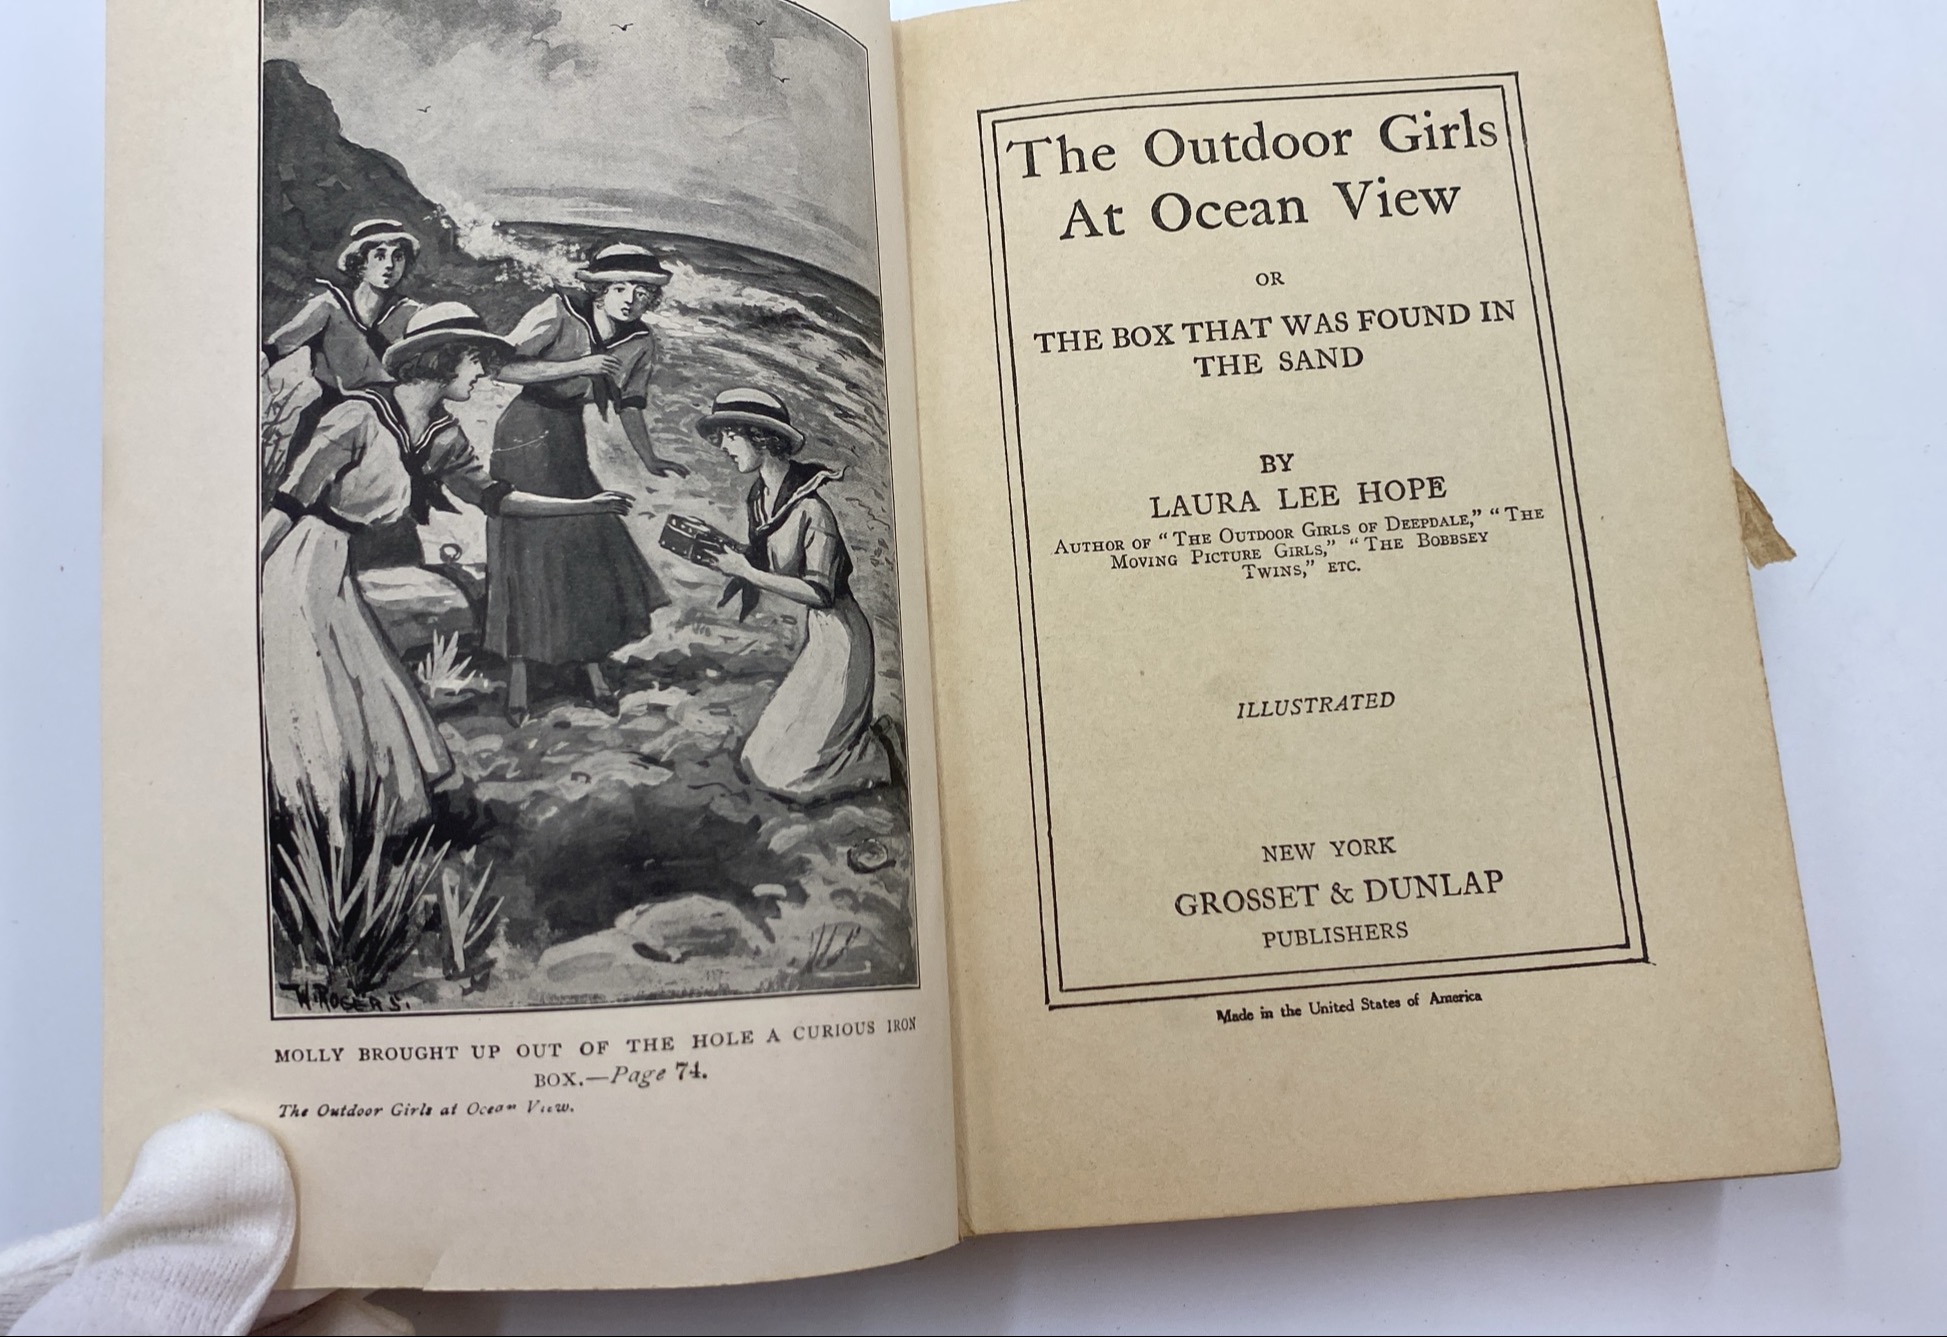 W. ROGERS.
MOLLY BROUGHT UP OUT OF THE HOLE A CURIOUS IRON
BOX.—Page 74.
The Outdoor Girls at Ocean View.
The Outdoor Girls
At Ocean View
OR
THE BOX THAT WAS FOUND IN
THE SAND
BY
LAURA LEE HOPE
AUTHOR OF “THE OUTDOOR GIRLS OF DEEPDALE,” “THE
MOVING PICTURE GIRLS,” “THE BOBBSEY
TWINS,” ETC.
ILLUSTRATED
NEW YORK
GROSSET & DUNLAP
PUBLISHERS
Made in the United States of America